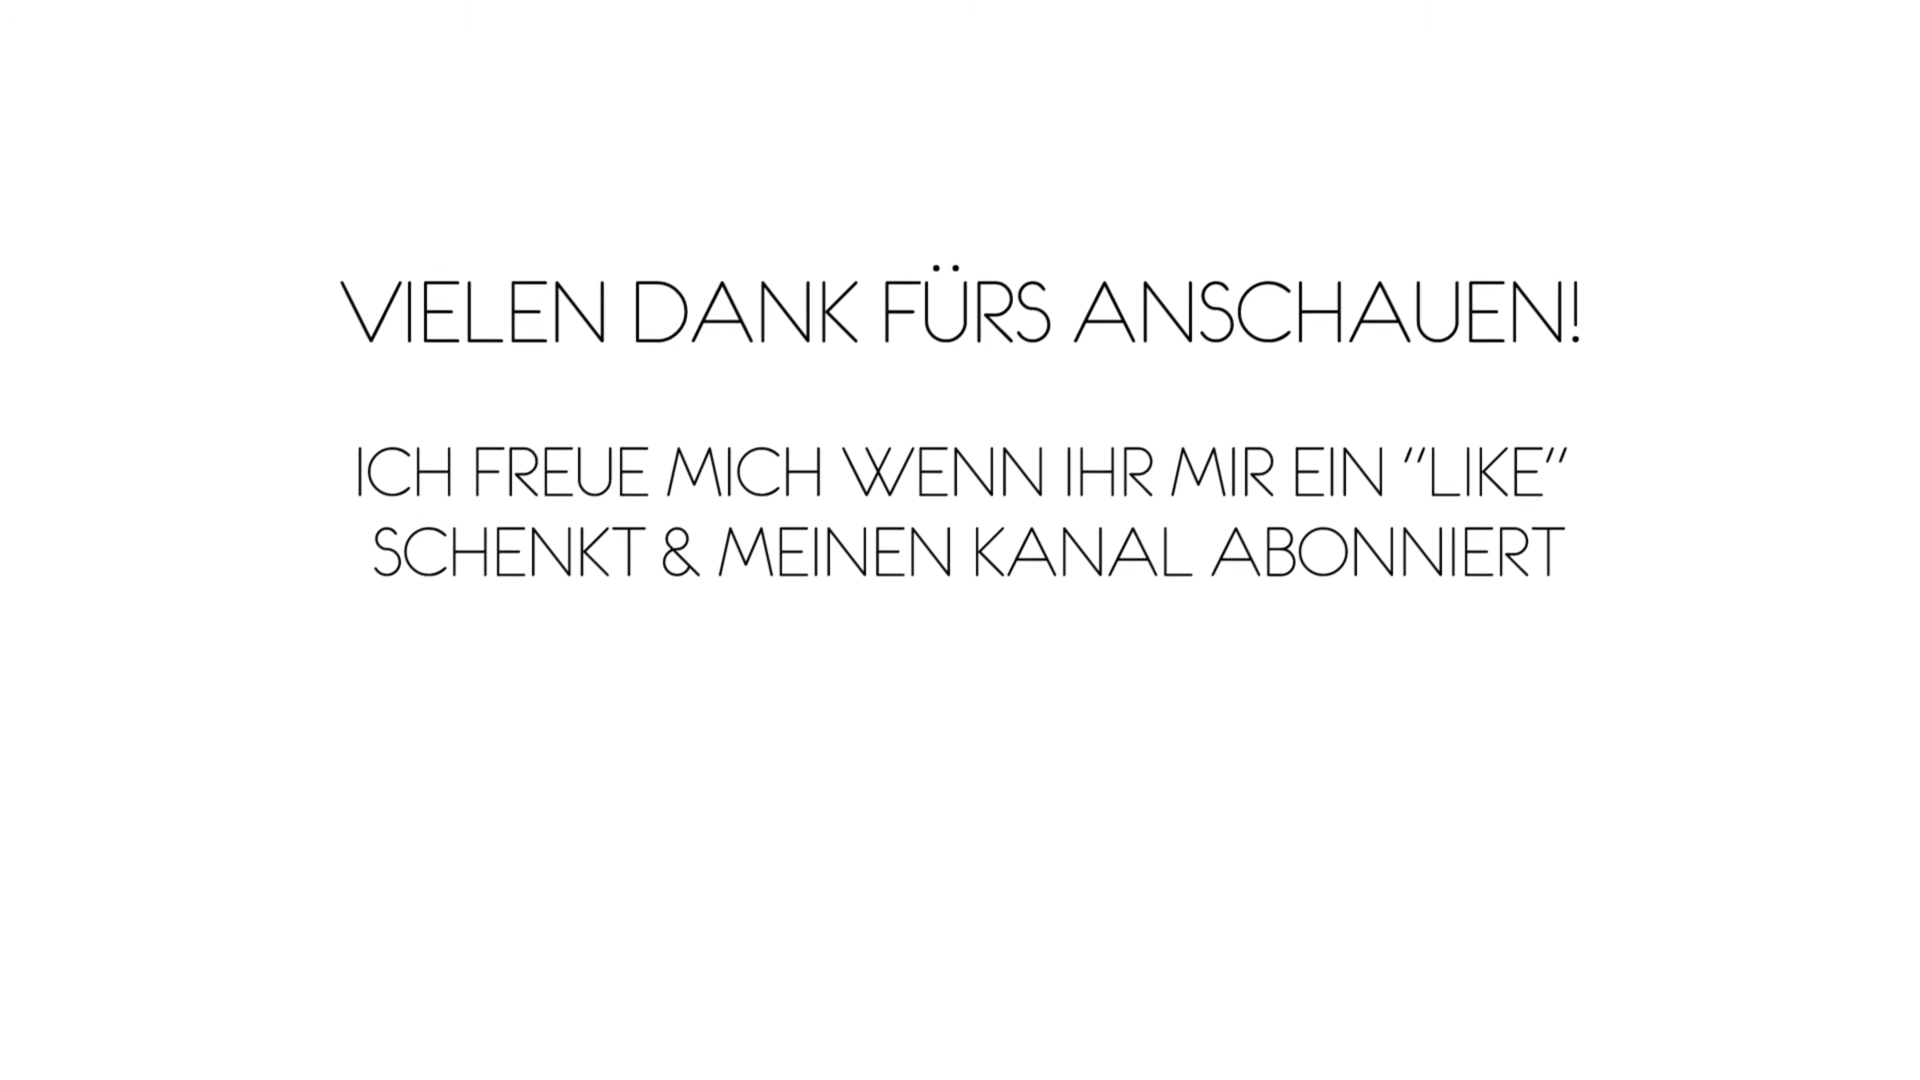 VIELEN DANK FÜRS ANSCHAUEN!
ICH FREUE MICH WENN IHR MIR EIN "LIKE"
SCHENKT & MEINEN KANAL ABONNIERT